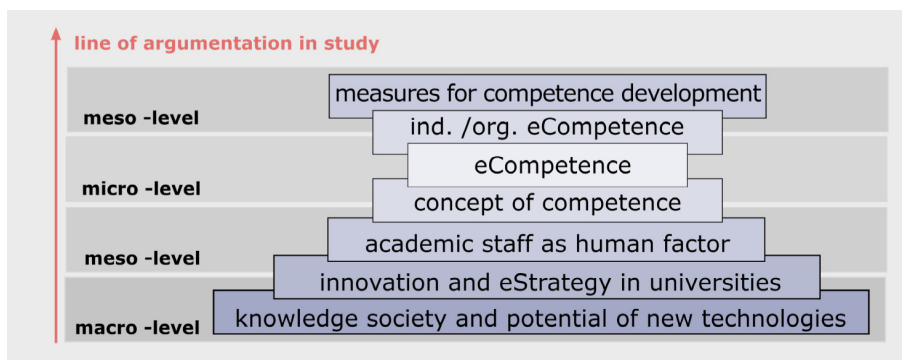 line of argumentation in study
measures for competence development
meso -level
ind. /org. eCompetence
eCompetence
micro -level
concept of competence
academic staff as human factor
meso -level
innovation and eStrategy in universities
knowledge society and potential of new technologies
macro -level